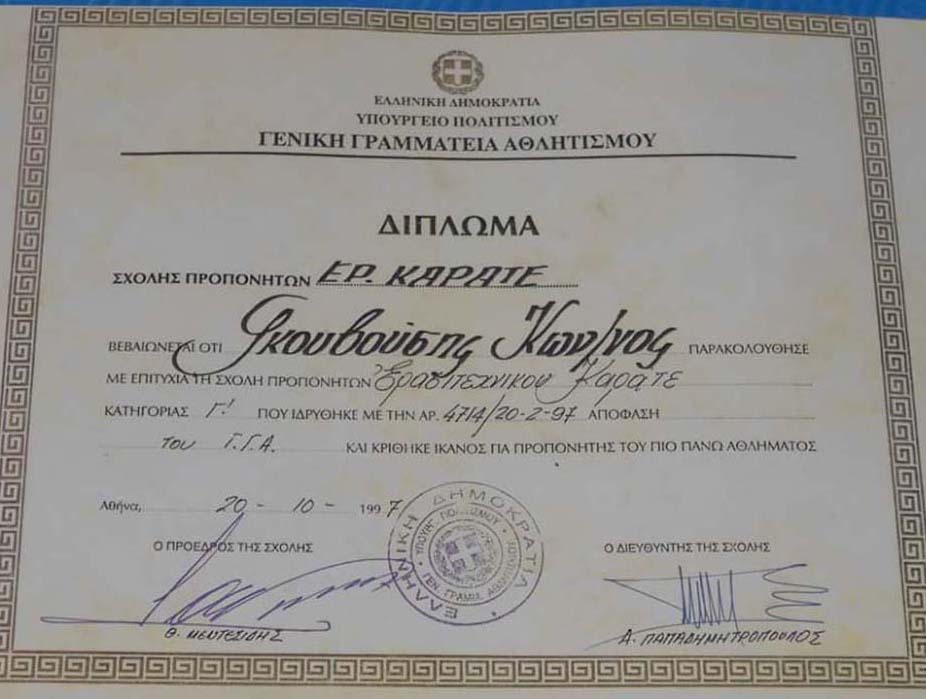 ΕΛΛΗΝΙΚΗ ΔΗΜΟΚΡΑΤΙΑ
ΥΠΟΥΡΓΕΙΟ ΠΟΛΙΤΙΣΜΟΥ
ΓΕΝΙΚΗ ΓΡΑΜΜΑΤΕΙΑ ΑΘΛΗΤΙΣΜΟΥ
ΔΙΠΛΩΜΑ
ΣΧΟΛΗΣ ΠΡΟΠΟΝΗΤΩΝ ΕΡ. ΚΑΡΑΤΕ
ΒΕΒΑΙΩΝΕΤΑΙ ΟΤΙ Γκουβούσης Κων/νος ΠΑΡΑΚΟΛΟΥΘΗΣΕ
ΜΕ ΕΠΙΤΥΧΙΑ ΤΗ ΣΧΟΛΗ ΠΡΟΠΟΝΗΤΩΝ Ερασιτεχνικου Καρατε
ΚΑΤΗΓΟΡΙΑΣ Γ' ΠΟΥ ΙΔΡΥΘΗΚΕ ΜΕ ΤΗΝ ΑΡ. 4714/20-2-97 ΑΠΟΦΑΣΗ
του Γ.Γ.Α. ΚΑΙ ΚΡΙΘΗΚΕ ΙΚΑΝΟΣ ΓΙΑ ΠΡΟΠΟΝΗΤΗΣ ΤΟΥ ΠΙΟ ΠΑΝΩ ΑΘΛΗΜΑΤΟΣ
Αθήνα, 20 - 10 - 1997
ΕΛΛΗΝΙΚΗ ΔΗΜΟΚΡΑΤΙΑ
Ο ΠΡΟΕΔΡΟΣ ΤΗΣ ΣΧΟΛΗΣ Ο ΔΙΕΥΘΥΝΤΗΣ ΤΗΣ ΣΧΟΛΗΣ
Θ. ΜΕΝΤΕΣΙΔΗΣ Α. ΠΑΠΑΔΗΜΗΤΡΟΠΟΥΛΟΣ